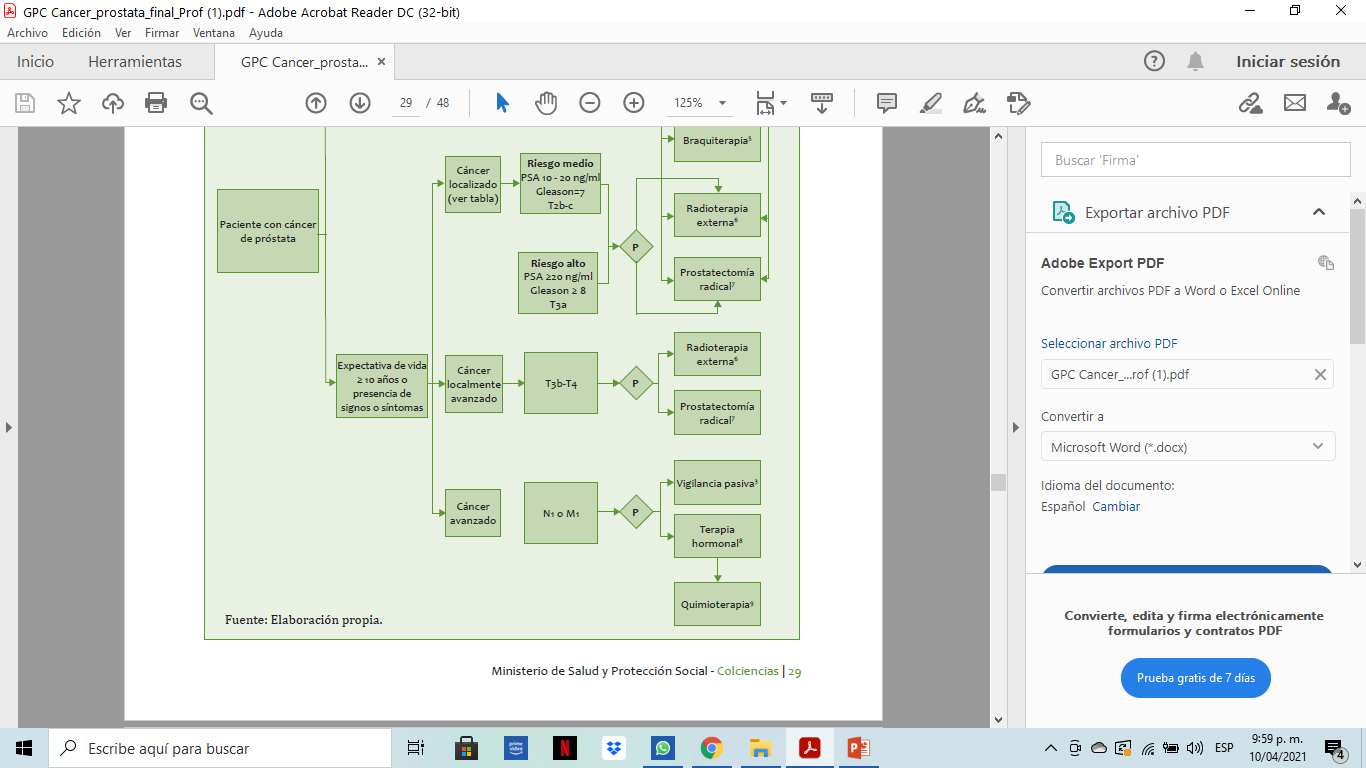 GPC Cancer_prostata_final_Prof (1).pdf - Adobe Acrobat Reader DC (32-bit)
Archivo Edición Ver Firmar Ventana Ayuda
Inicio Herramientas GPC Cancer_prosta... Iniciar sesión
29 / 48 125%
Braquiterapia⁵
Cáncer
localizado
(ver tabla)
Riesgo medio
PSA 10 - 20 ng/ml
Gleason=7
T2b-c
Paciente con cáncer
de próstata
Radioterapia
externa⁶
P
Riesgo alto
PSA ≥20 ng/ml
Gleason ≥ 8
T3a
Prostatectomía
radical⁷
Expectativa de vida
≥ 10 años o
presencia de
signos o síntomas
Cáncer
localmente
avanzado
T3b-T4
P
Radioterapia
externa⁶
Prostatectomía
radical⁷
Cáncer
avanzado
N1 o M1
P
Vigilancia pasiva³
Terapia
hormonal⁸
Quimioterapia⁹
Fuente: Elaboración propia.
Ministerio de Salud y Protección Social - Colciencias | 29
Buscar 'Firma'
Exportar archivo PDF
Adobe Export PDF
Convertir archivos PDF a Word o Excel Online
Seleccionar archivo PDF
GPC Cancer_...rof (1).pdf
Convertir a
Microsoft Word (*.docx)
Idioma del documento:
Español Cambiar
Convierte, edita y firma electrónicamente
formularios y contratos PDF
Prueba gratis de 7 días
Escribe aquí para buscar
prime video
N
ESP
9:59 p. m.
10/04/2021
4